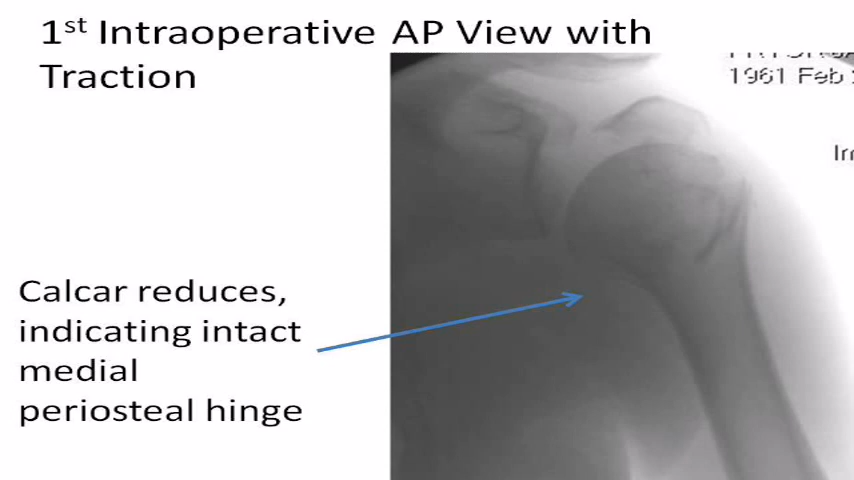 1st Intraoperative AP View with
Traction
1961 Feb
Calcar reduces,
indicating intact
medial
periosteal hinge